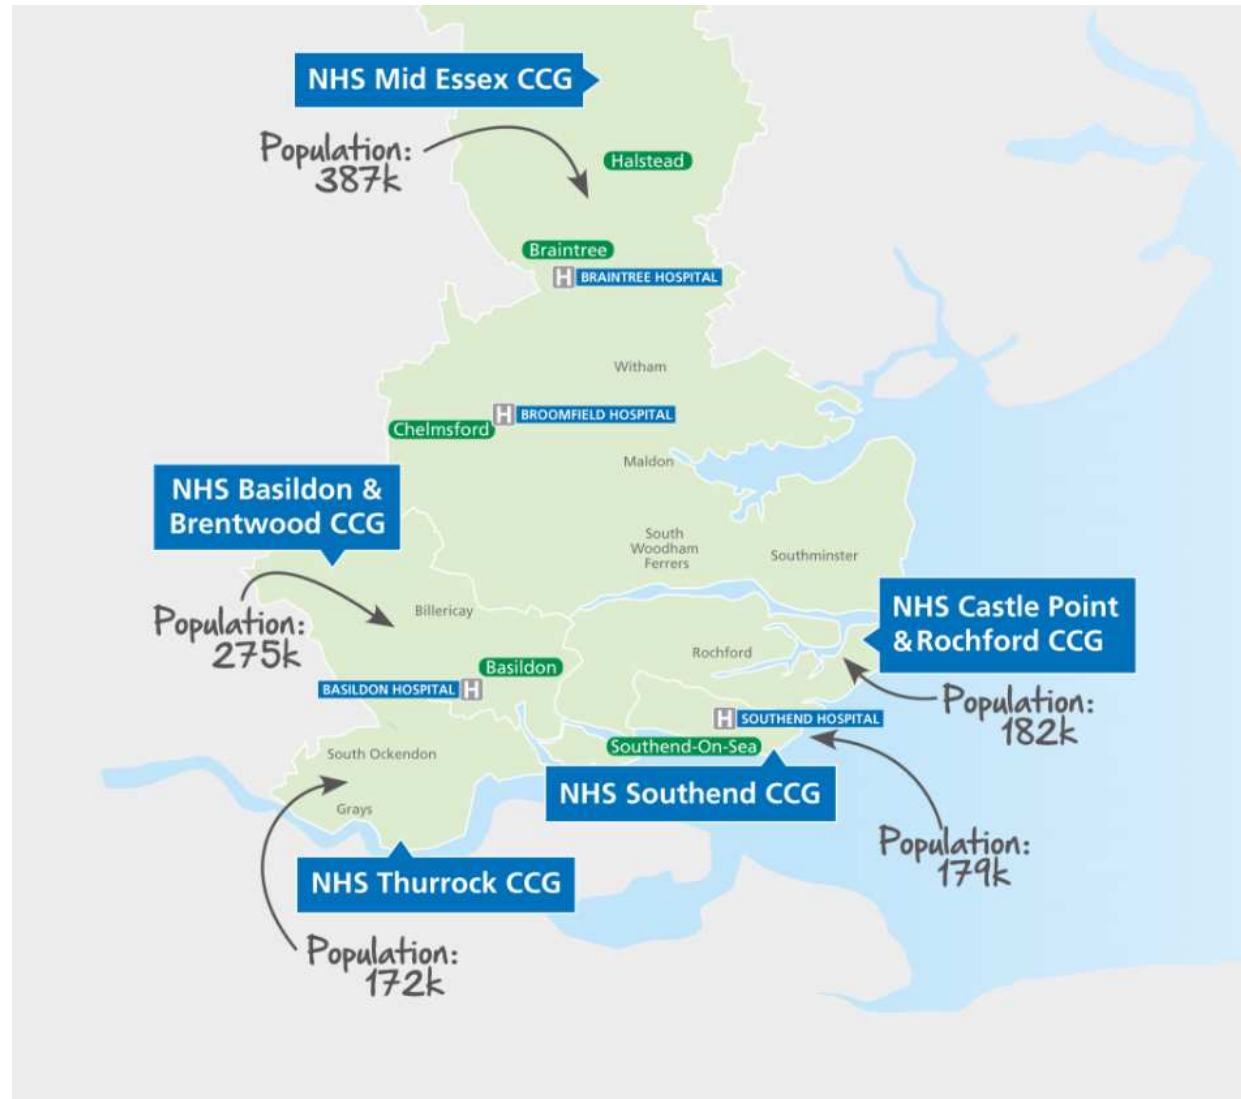 NHS Mid Essex CCG
Population:
387k
Halstead
Braintree
H BRAINTREE HOSPITAL
Witham
H BROOMFIELD HOSPITAL
Chelmsford
Maldon
NHS Basildon &
Brentwood CCG
South
Woodham
Ferrers
Southminster
Population:
275k
Billericay
NHS Castle Point
& Rochford CCG
Rochford
Basildon
BASILDON HOSPITAL H
Population:
182k
H SOUTHEND HOSPITAL
Southend-On-Sea
South Ockendon
NHS Southend CCG
Grays
Population:
179k
NHS Thurrock CCG
Population:
172k